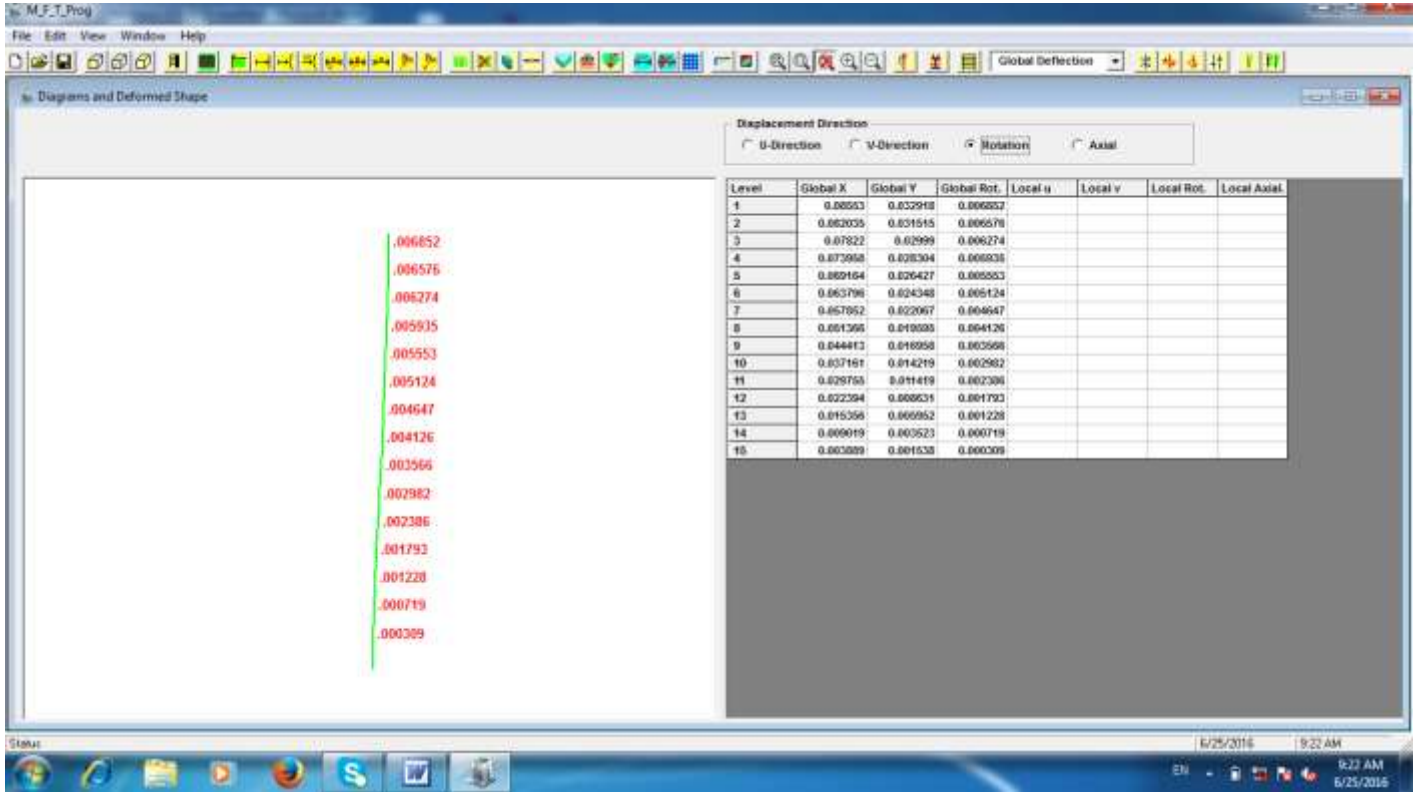 M_F_T_Prog
File Edit View Window Help
Global Deflection
Diagrams and Deformed Shape
Displacement Direction
U-Direction V-Direction Rotation Axial
Level Global X Global Y Global Rot. Local u Local v Local Rot. Local Axial.
1 0.08553 0.032918 0.006852
2 0.082035 0.031515 0.006576
3 0.07822 0.02999 0.006274
4 0.073958 0.028304 0.005935
5 0.069164 0.026427 0.005553
6 0.063796 0.024348 0.005124
7 0.057852 0.022067 0.004647
8 0.051366 0.004126
9 0.044413 0.016958 0.003566
10 0.037161 0.014219 0.002982
11 0.029755 0.011419 0.002386
12 0.022394 0.008631 0.001793
13 0.015356 0.001228
14 0.009019 0.003523 0.000719
15 0.003889 0.001538 0.000309
.006852
.006576
.006274
.005935
.005553
.005124
.004647
.004126
.003566
.002982
.002386
.001793
.001228
.000719
.000309
Status 6/25/2016 9:22 AM
EN 9:22 AM
6/25/2016